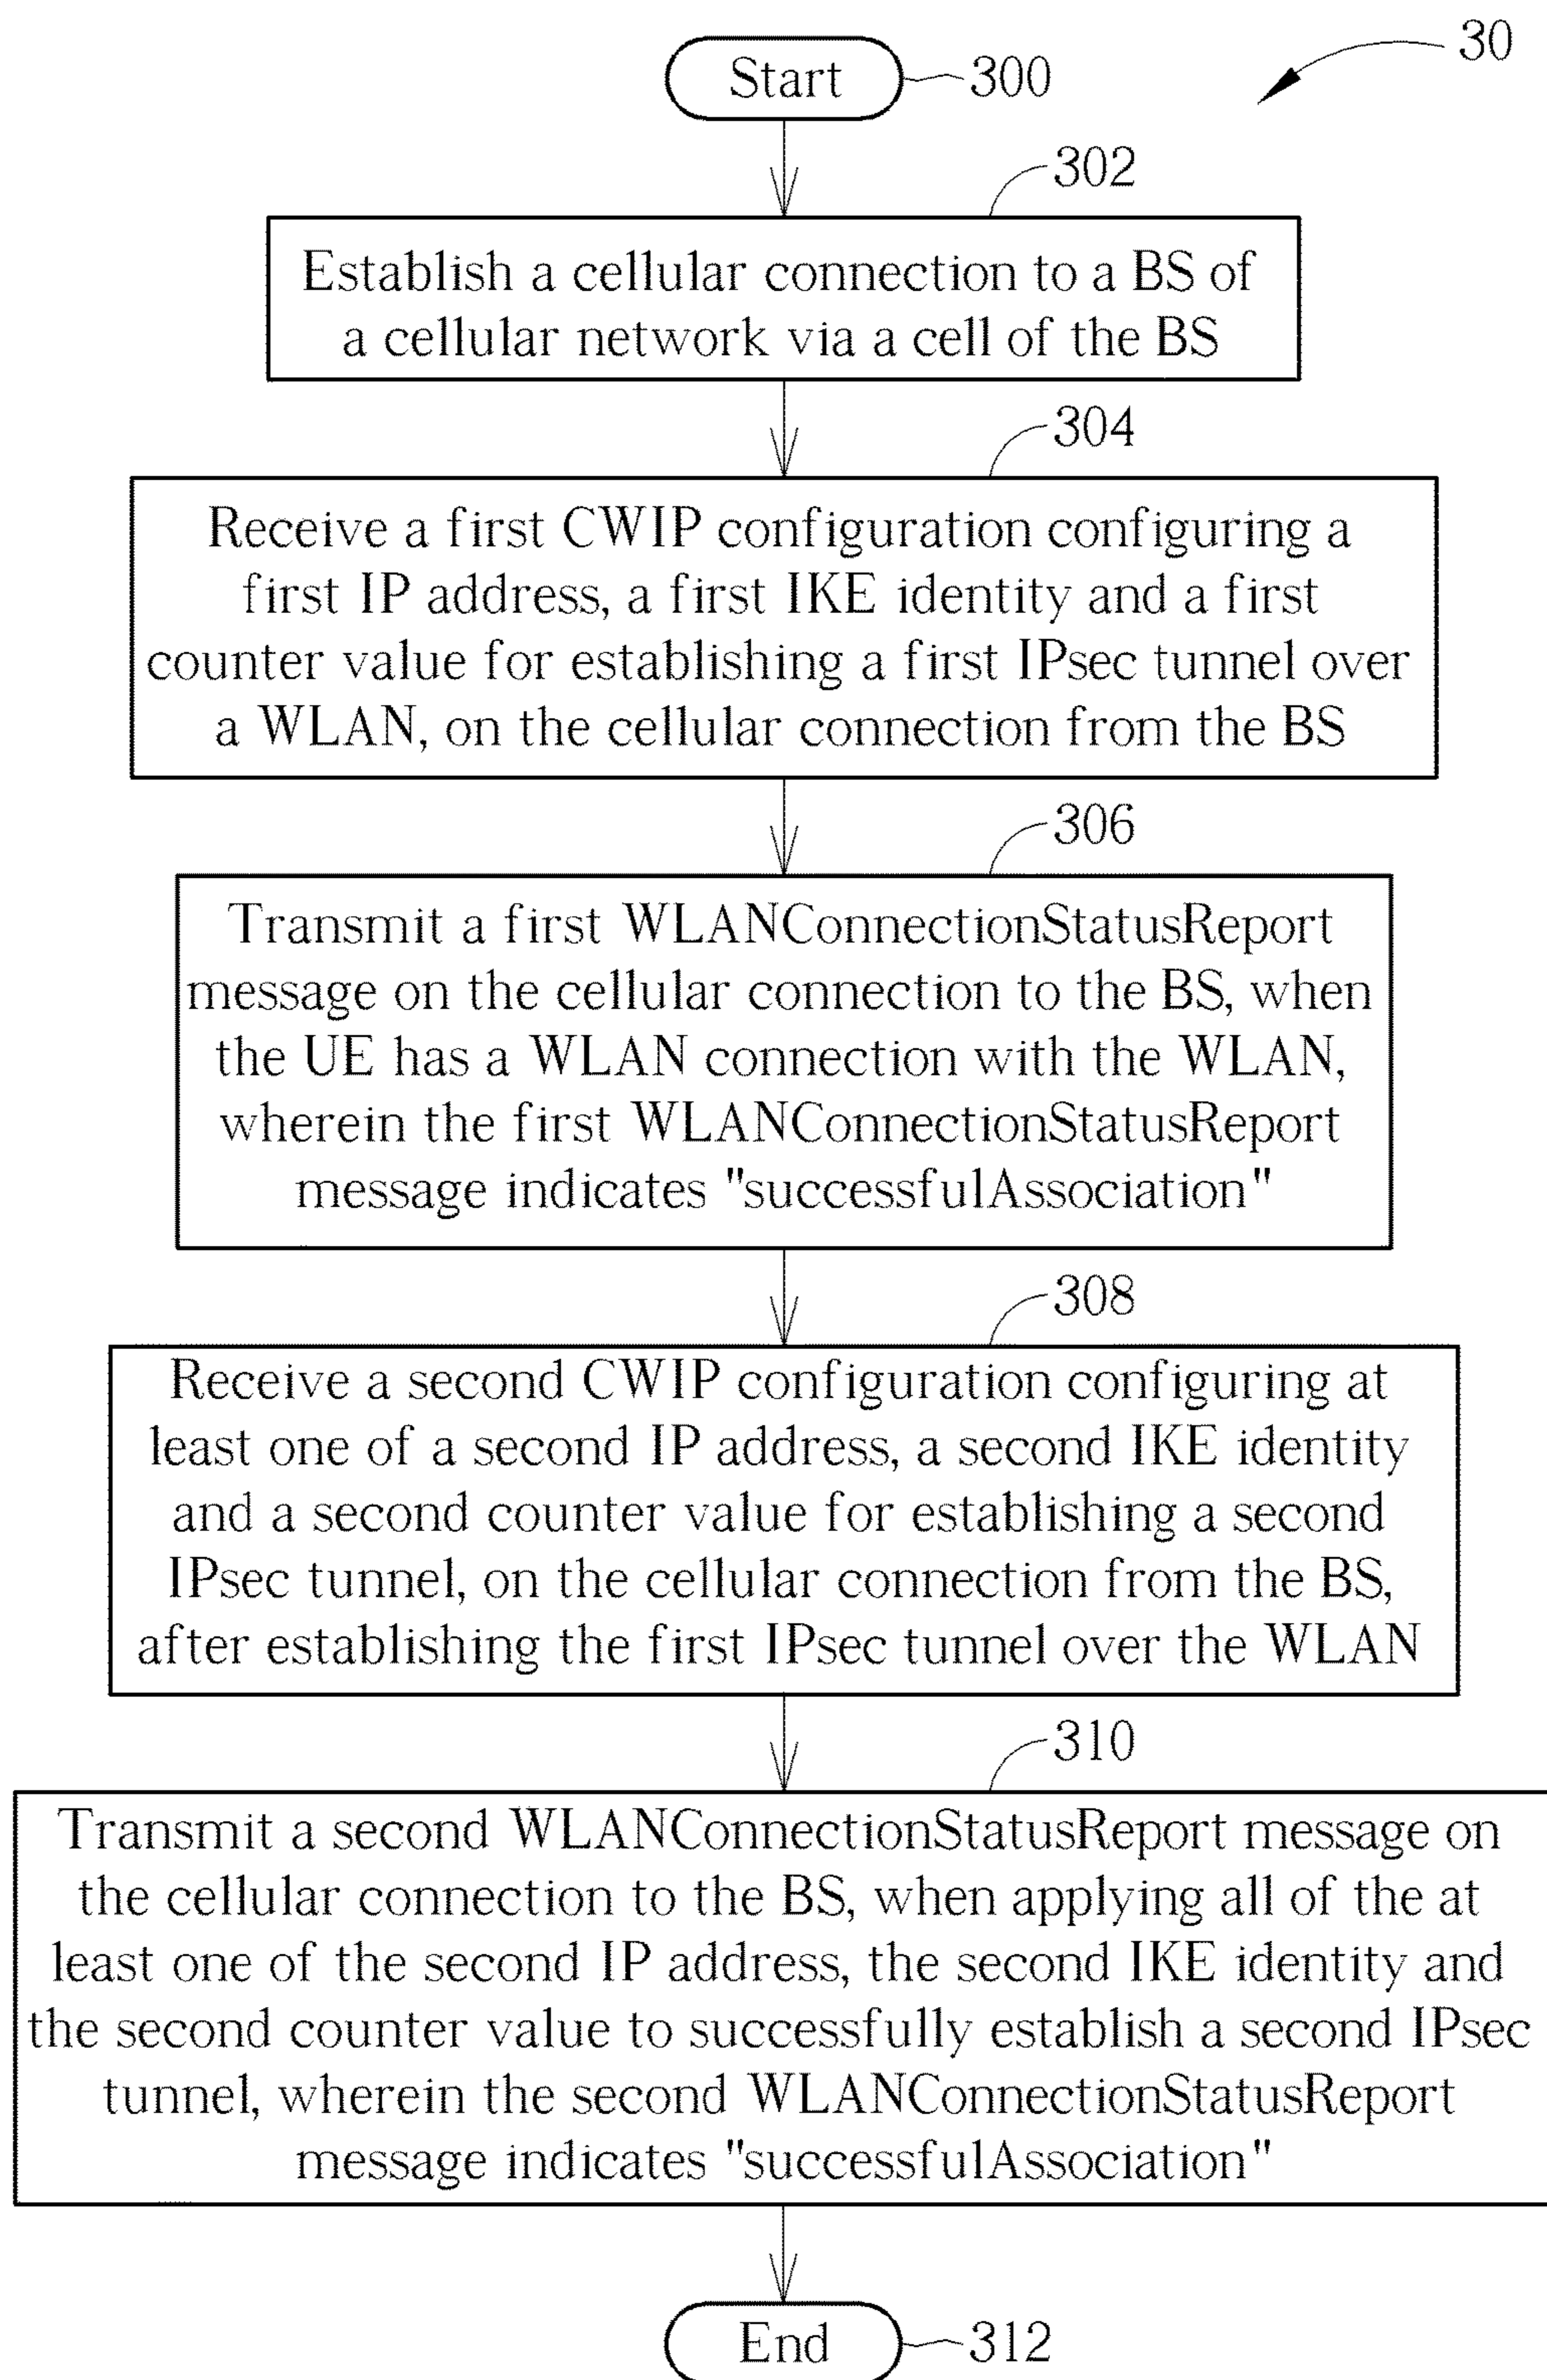 30
Start
300
302
Establish a cellular connection to a BS of
a cellular network via a cell of the BS
304
Receive a first CWIP configuration configuring a
first IP address, a first IKE identity and a first
counter value for establishing a first IPsec tunnel over
a WLAN, on the cellular connection from the BS
306
Transmit a first WLANConnectionStatusReport
message on the cellular connection to the BS, when
the UE has a WLAN connection with the WLAN,
wherein the first WLANConnectionStatusReport
message indicates "successfulAssociation"
308
Receive a second CWIP configuration configuring at
least one of a second IP address, a second IKE identity
and a second counter value for establishing a second
IPsec tunnel, on the cellular connection from the BS,
after establishing the first IPsec tunnel over the WLAN
310
Transmit a second WLANConnectionStatusReport message on
the cellular connection to the BS, when applying all of the at
least one of the second IP address, the second IKE identity and
the second counter value to successfully establish a second IPsec
tunnel, wherein the second WLANConnectionStatusReport
message indicates "successfulAssociation"
End
312